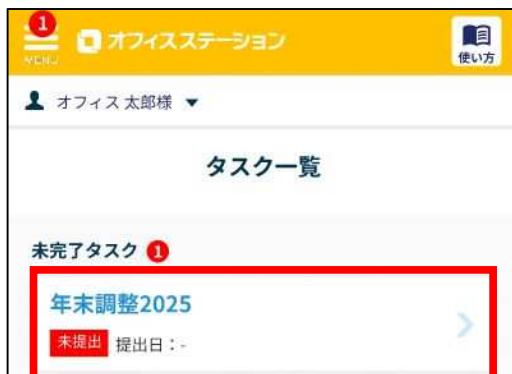 1
MENU
オフィスステーション
使い方
オフィス 太郎様 ▼
タスク一覧
未完了タスク 1
年末調整2025
未提出 提出日：-